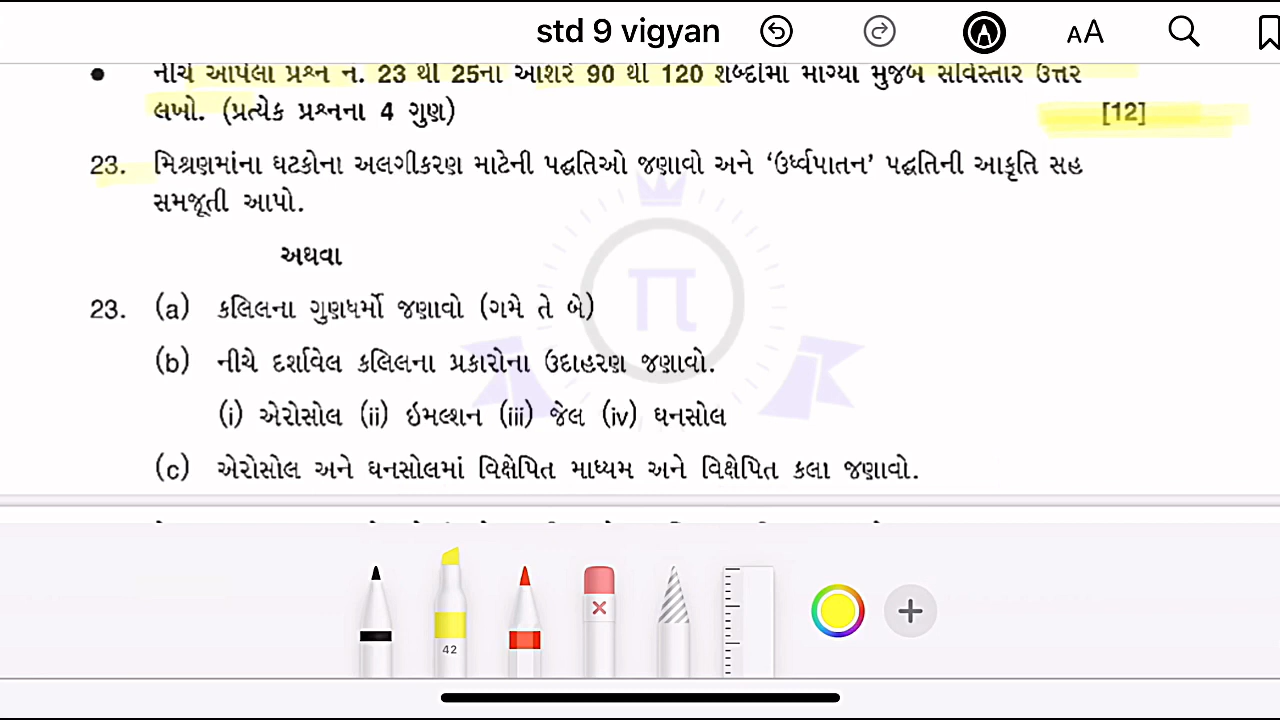 std 9 vigyan
AA
• નીચે આપેલા પ્રશ્ન નં. 23 થી 25ના આશરે 90 થી 120 શબ્દોમાં માગ્યા મુજબ સવિસ્તાર ઉત્તર
લખો. (પ્રત્યેક પ્રશ્નના 4 ગુણ) [12]
23. મિશ્રણમાંના ઘટકોના અલગીકરણ માટેની પદ્ધતિઓ જણાવો અને ‘ઉર્ધ્વપાતન’ પદ્ધતિની આકૃતિ સહ
સમજૂતી આપો.
અથવા
23. (a) કલિલના ગુણધર્મો જણાવો (ગમે તે બે)
(b) નીચે દર્શાવેલ કલિલના પ્રકારોના ઉદાહરણ જણાવો.
(i) એરોસોલ (ii) ઇમલ્શન (iii) જેલ (iv) ઘનસોલ
(c) એરોસોલ અને ઘનસોલમાં વિક્ષેપિત માધ્યમ અને વિક્ષેપિત કલા જણાવો.
π
42